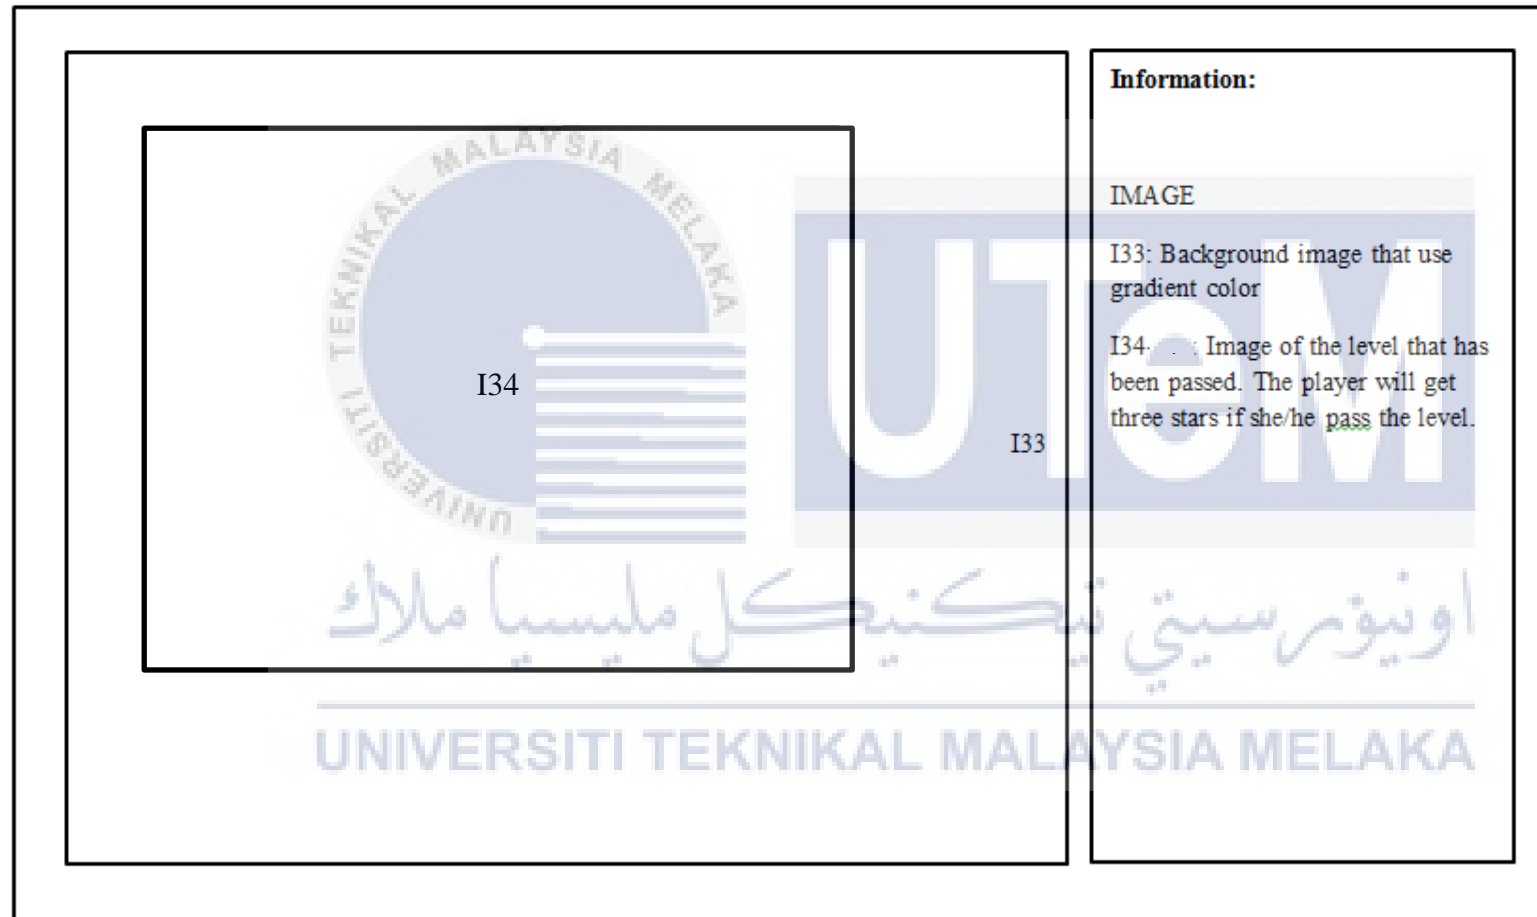 Information:
IMAGE
I33: Background image that use
gradient color
I34 : Image of the level that has
been passed. The player will get
three stars if she/he pass the level.
I34
I33
UNIVERSITI TEKNIKAL MALAYSIA MELAKA
UTeM
اونيۏرسيتي تيكنيكل مليسيا ملاك
UNIVERSITI TEKNIKAL MALAYSIA MELAKA